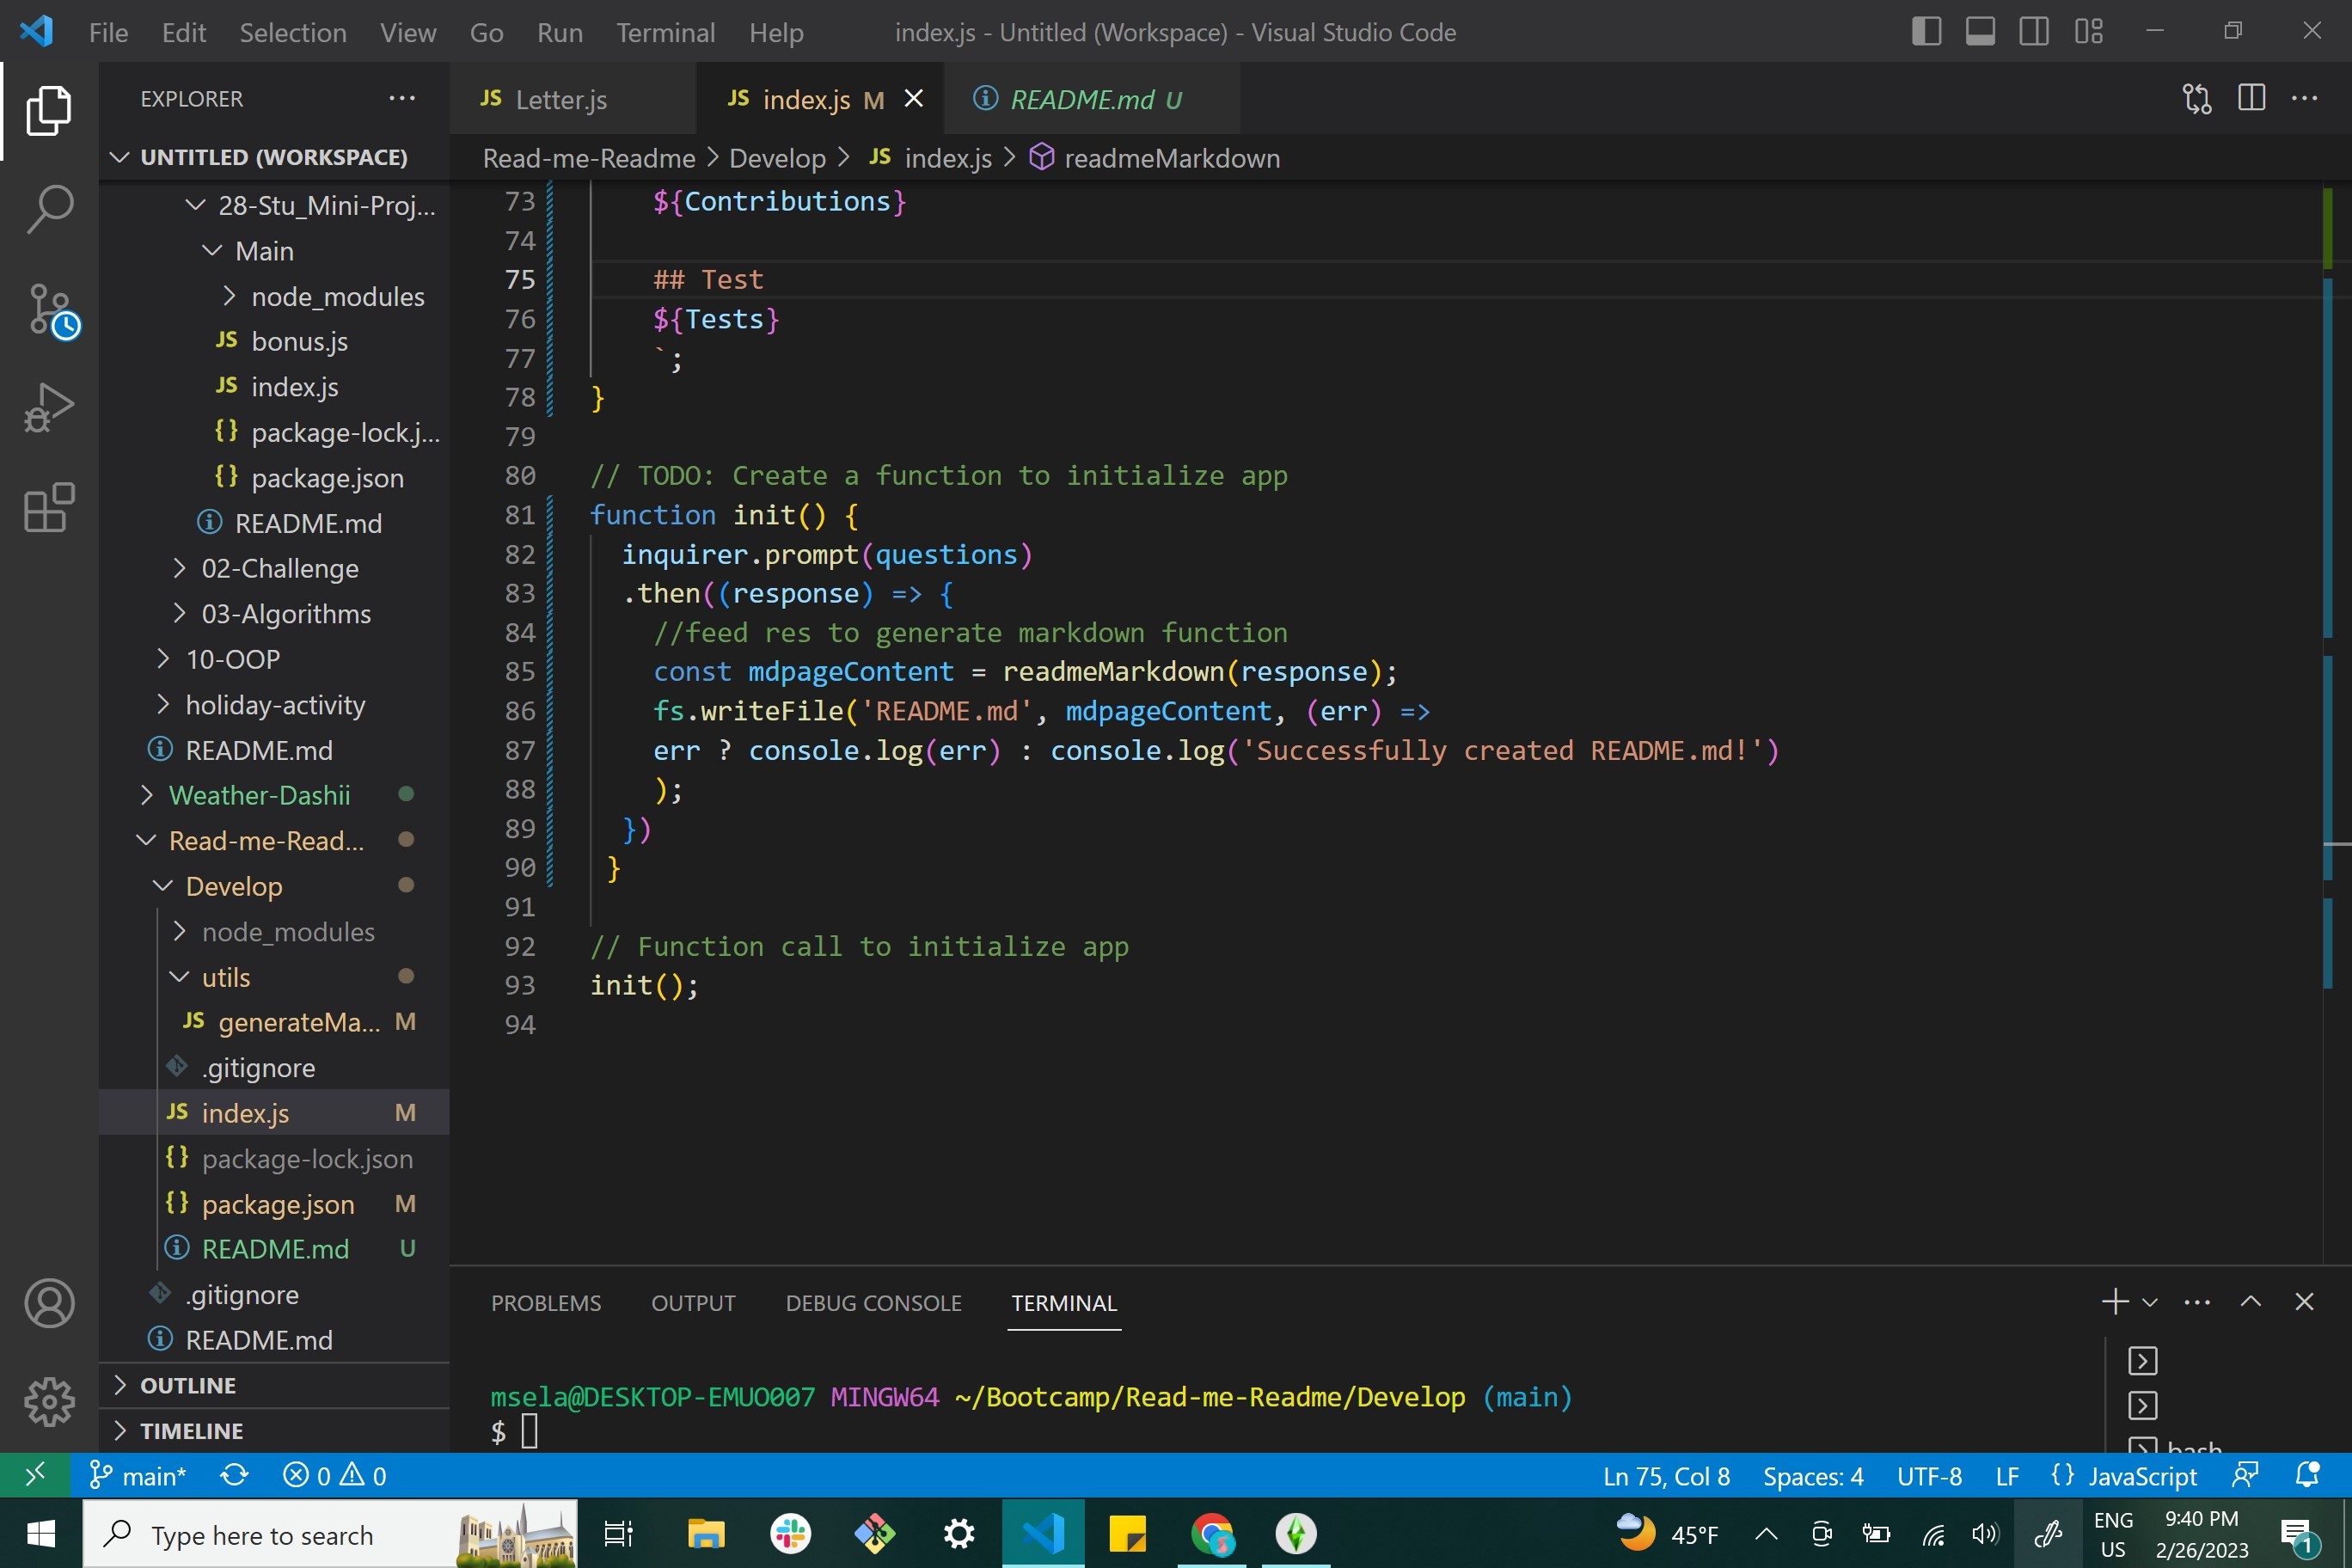 File Edit Selection View Go Run Terminal Help index.js - Untitled (Workspace) - Visual Studio Code
EXPLORER
UNTITLED (WORKSPACE)
28-Stu_Mini-Proj...
Main
node_modules
JS bonus.js
JS index.js
{} package-lock.j...
{} package.json
README.md
02-Challenge
03-Algorithms
10-OOP
holiday-activity
README.md
Weather-Dashii
Read-me-Read...
Develop
node_modules
utils
JS generateMa... M
.gitignore
JS index.js M
{} package-lock.json
{} package.json M
README.md U
.gitignore
README.md
OUTLINE
TIMELINE
JS Letter.js JS index.js M README.md U
Read-me-Readme > Develop > JS index.js > readmeMarkdown
73 ${Contributions}
74
75 ## Test
76 ${Tests}
77 `;
78 }
79
80 // TODO: Create a function to initialize app
81 function init() {
82 inquirer.prompt(questions)
83 .then((response) => {
84 //feed res to generate markdown function
85 const mdpageContent = readmeMarkdown(response);
86 fs.writeFile('README.md', mdpageContent, (err) =>
87 err ? console.log(err) : console.log('Successfully created README.md!')
88 );
89 })
90 }
91
92 // Function call to initialize app
93 init();
94
PROBLEMS OUTPUT DEBUG CONSOLE TERMINAL
msela@DESKTOP-EMUO007 MINGW64 ~/Bootcamp/Read-me-Readme/Develop (main)
$
bash
main* 0 0 Ln 75, Col 8 Spaces: 4 UTF-8 LF {} JavaScript
Type here to search 45°F ENG US 9:40 PM 2/26/2023 1